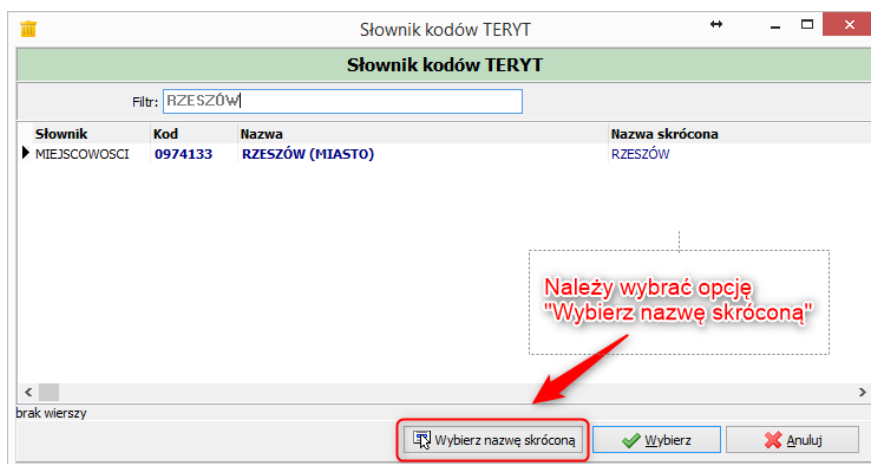 Słownik kodów TERYT
Słownik kodów TERYT
Filtr: RZESZÓW
Słownik Kod Nazwa Nazwa skrócona
MIEJSCOWOSCI 0974133 RZESZÓW (MIASTO) RZESZÓW
Należy wybrać opcję
"Wybierz nazwę skróconą"
brak wierszy
Wybierz nazwę skróconą Wybierz Anuluj